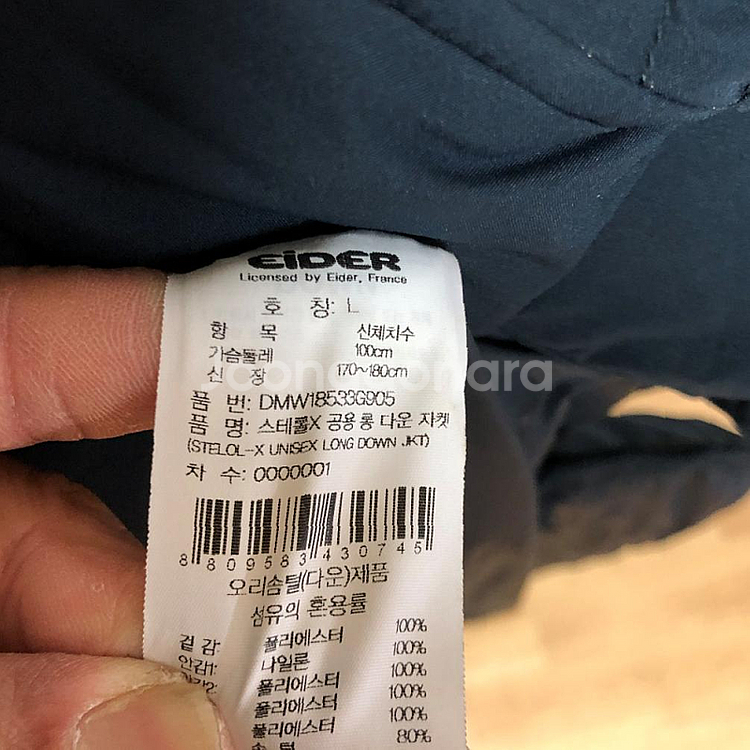 EiDER
Licensed by Eider, France
호 칭: L
항 목 신체치수
가슴둘레 100cm
신 장 170~180cm
품 번: DMW18533G905
품 명: 스테롤X 공용 롱 다운 자켓
(STELOL-X UNISEX LONG DOWN JKT)
차 수: 0000001
8 809583 430745
오리솜털(다운)제품
섬유의 혼용률
겉 감: 폴리에스터 100%
안감1: 나일론 100%
폴리에스터 100%
폴리에스터 100%
폴리에스터 100%
솜 털 80%